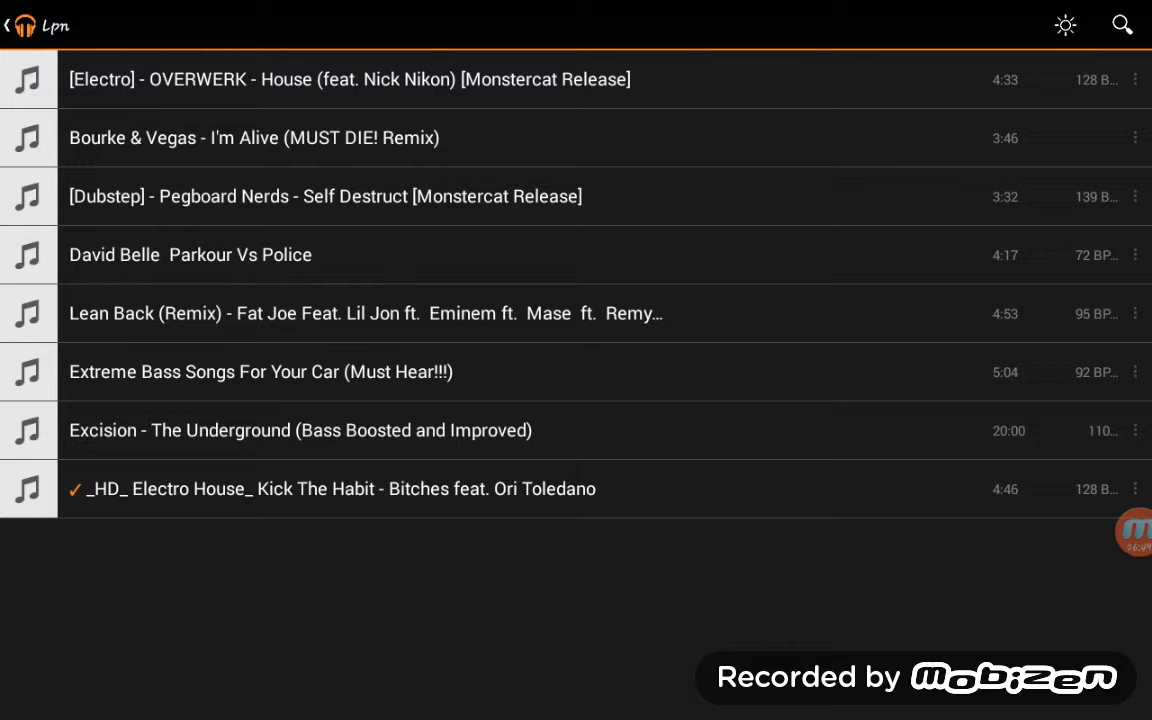 Lpn
[Electro] - OVERWERK - House (feat. Nick Nikon) [Monstercat Release] 4:33 128 B...
Bourke & Vegas - I'm Alive (MUST DIE! Remix) 3:46
[Dubstep] - Pegboard Nerds - Self Destruct [Monstercat Release] 3:32 139 B...
David Belle  Parkour Vs Police 4:17 72 BP...
Lean Back (Remix) - Fat Joe Feat. Lil Jon ft.  Eminem ft.  Mase  ft.  Remy... 4:53 95 BP...
Extreme Bass Songs For Your Car (Must Hear!!!) 5:04 92 BP...
Excision - The Underground (Bass Boosted and Improved) 20:00 110...
✓ _HD_ Electro House_ Kick The Habit - Bitches feat. Ori Toledano 4:46 128 B...
06:49
Recorded by mobizen